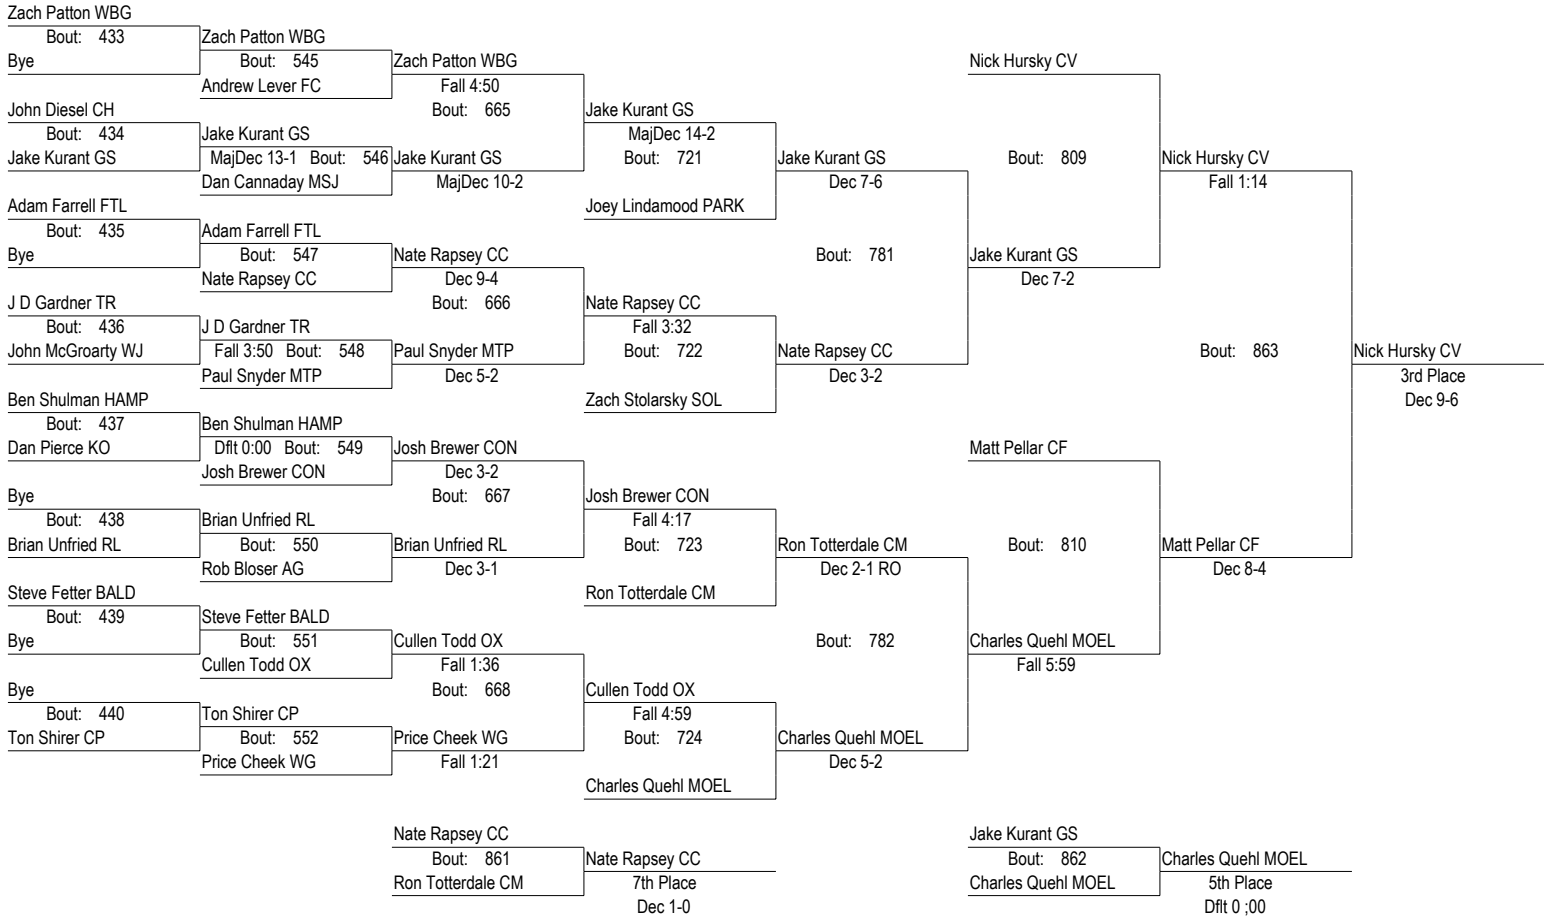 Zach Patton WBG
Bout: 433
Zach Patton WBG
Bye
Bout: 545
Zach Patton WBG
Nick Hursky CV
Andrew Lever FC
Fall 4:50
John Diesel CH
Bout: 665
Jake Kurant GS
Bout: 434
Jake Kurant GS
MajDec 14-2
Jake Kurant GS
MajDec 13-1 Bout: 546
Jake Kurant GS
Bout: 721
Jake Kurant GS
Bout: 809
Nick Hursky CV
Dan Cannaday MSJ
MajDec 10-2
Dec 7-6
Fall 1:14
Adam Farrell FTL
Joey Lindamood PARK
Bout: 435
Adam Farrell FTL
Bye
Bout: 547
Nate Rapsey CC
Bout: 781
Jake Kurant GS
Nate Rapsey CC
Dec 9-4
Dec 7-2
J D Gardner TR
Bout: 666
Nate Rapsey CC
Bout: 436
J D Gardner TR
Fall 3:32
John McGroarty WJ
Fall 3:50 Bout: 548
Paul Snyder MTP
Bout: 722
Nate Rapsey CC
Bout: 863
Nick Hursky CV
Paul Snyder MTP
Dec 5-2
Dec 3-2
3rd Place
Ben Shulman HAMP
Zach Stolarsky SOL
Dec 9-6
Bout: 437
Ben Shulman HAMP
Dan Pierce KO
Dflt 0:00 Bout: 549
Josh Brewer CON
Matt Pellar CF
Josh Brewer CON
Dec 3-2
Bye
Bout: 667
Josh Brewer CON
Bout: 438
Brian Unfried RL
Fall 4:17
Brian Unfried RL
Bout: 550
Brian Unfried RL
Bout: 723
Ron Totterdale CM
Bout: 810
Matt Pellar CF
Rob Bloser AG
Dec 3-1
Dec 2-1 RO
Dec 8-4
Steve Fetter BALD
Ron Totterdale CM
Bout: 439
Steve Fetter BALD
Bye
Bout: 551
Cullen Todd OX
Bout: 782
Charles Quehl MOEL
Cullen Todd OX
Fall 1:36
Fall 5:59
Bye
Bout: 668
Cullen Todd OX
Bout: 440
Ton Shirer CP
Fall 4:59
Ton Shirer CP
Bout: 552
Price Cheek WG
Bout: 724
Charles Quehl MOEL
Price Cheek WG
Fall 1:21
Dec 5-2
Charles Quehl MOEL
Nate Rapsey CC
Jake Kurant GS
Bout: 861
Nate Rapsey CC
Bout: 862
Charles Quehl MOEL
Ron Totterdale CM
7th Place
Charles Quehl MOEL
5th Place
Dec 1-0
Dflt 0 ;00